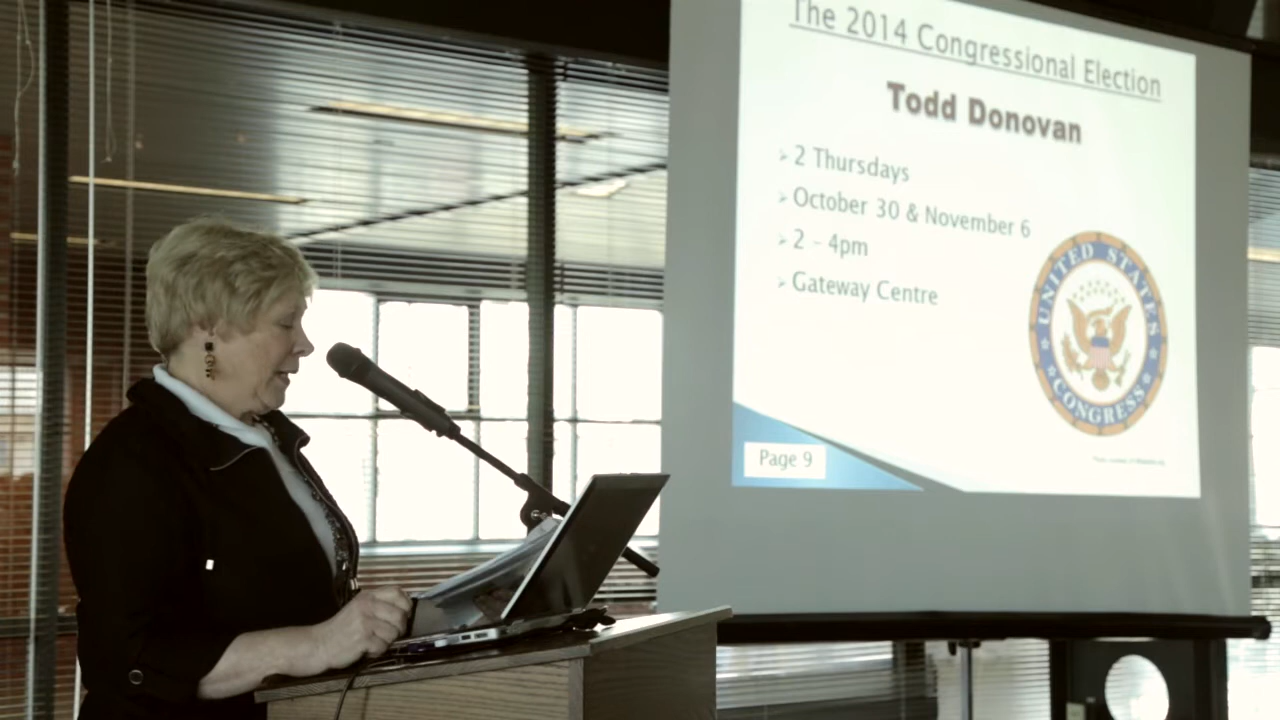 The 2014 Congressional Election
Todd Donovan
➢ 2 Thursdays
➢ October 30 & November 6
➢ 2 - 4pm
➢ Gateway Centre
UNITED STATES
CONGRESS
Page 9